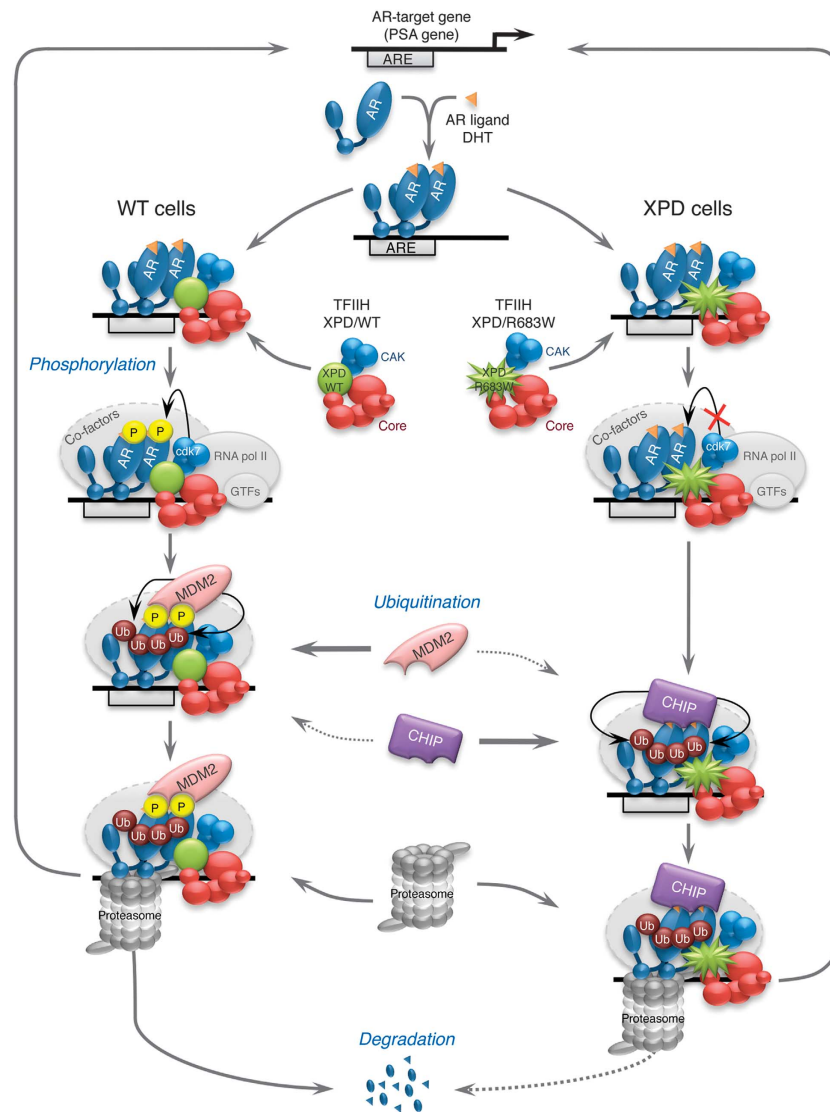 AR-target gene
(PSA gene)
ARE
AR
AR ligand
DHT
AR
AR
ARE
WT cells
XPD cells
AR
AR
AR
AR
TFIIH
XPD/WT
TFIIH
XPD/R683W
CAK
XPD
WT
Core
CAK
XPD
R683W
Core
Phosphorylation
Co-factors
P
P
AR
AR
cdk7
RNA pol II
GTFs
Co-factors
AR
AR
cdk7
RNA pol II
GTFs
Ubiquitination
MDM2
P
P
Ub
Ub
Ub
Ub
MDM2
CHIP
CHIP
Ub
Ub
Ub
Ub
MDM2
P
P
Ub
Ub
Ub
Ub
Proteasome
Proteasome
CHIP
Ub
Ub
Ub
Ub
Proteasome
Degradation